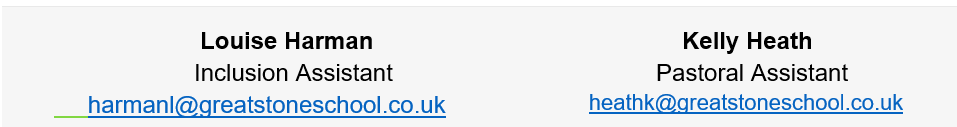 Louise Harman
Inclusion Assistant
harmanl@greatstoneschool.co.uk
Kelly Heath
Pastoral Assistant
heathk@greatstoneschool.co.uk